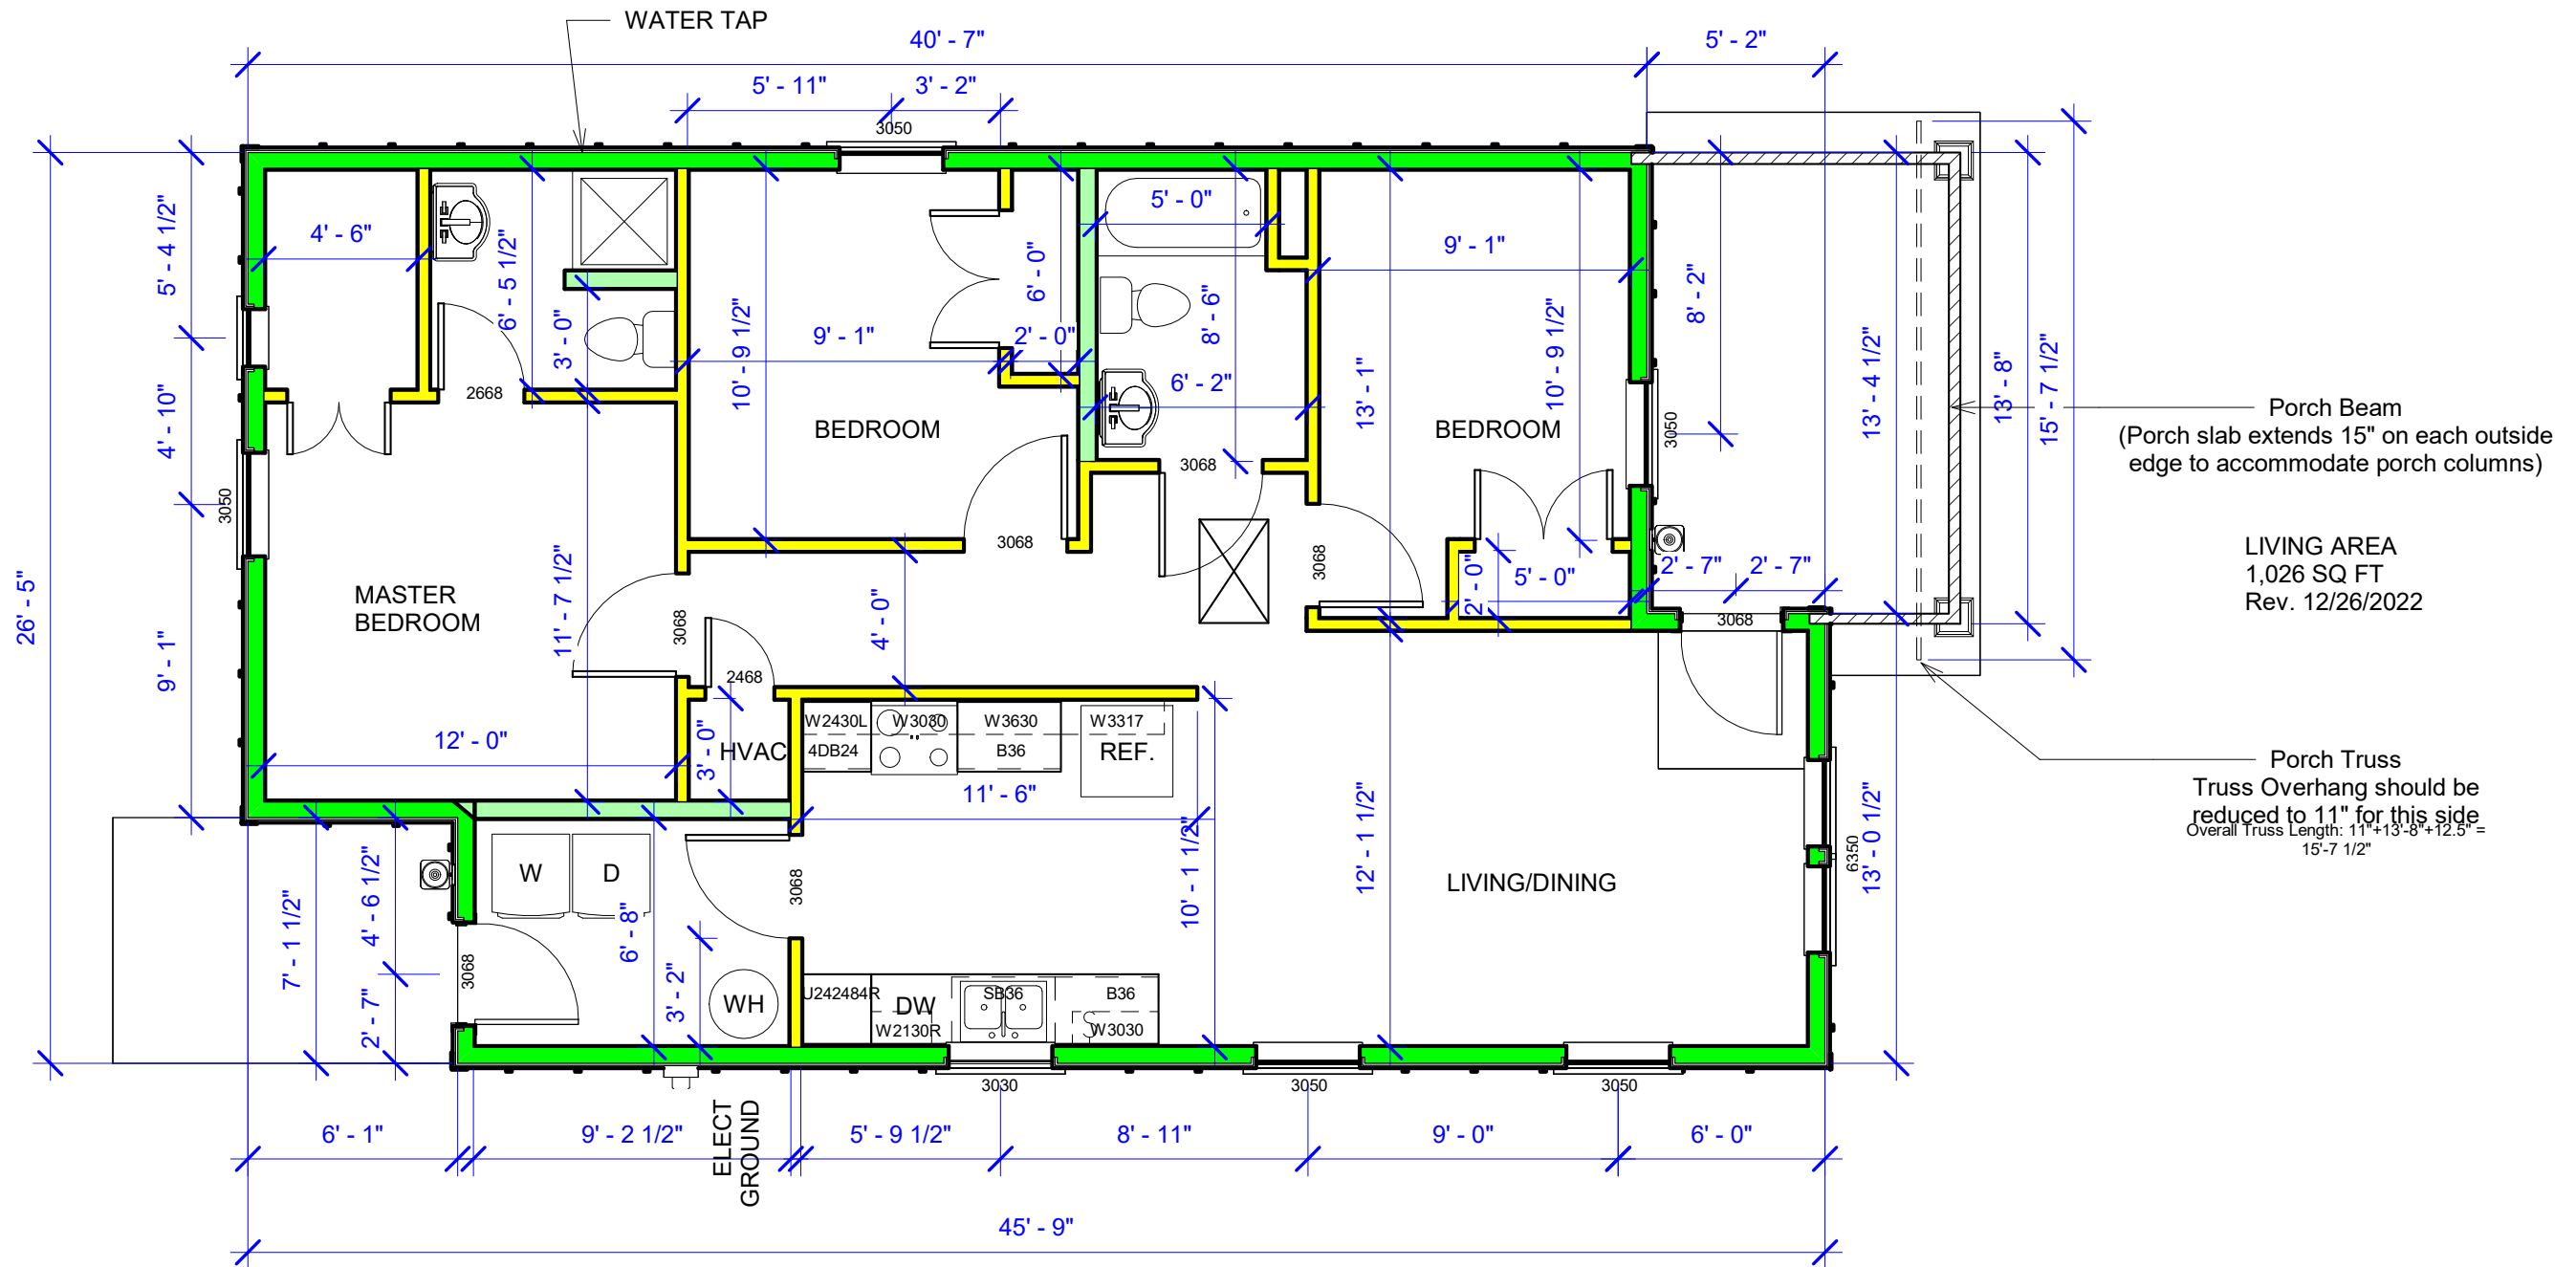 WATER TAP
40' - 7"
5' - 2"
5' - 11"
3' - 2"
3050
5' - 4 1/2"
4' - 6"
6' - 5 1/2"
3' - 0"
2668
10' - 9 1/2"
9' - 1"
6' - 0"
2' - 0"
5' - 0"
8' - 6"
6' - 2"
9' - 1"
13' - 1"
10' - 9 1/2"
8' - 2"
3050
13' - 4 1/2"
13' - 8"
15' - 7 1/2"
BEDROOM
BEDROOM
Porch Beam
(Porch slab extends 15" on each outside
edge to accommodate porch columns)
4' - 10"
3050
3068
3068
3068
LIVING AREA
1,026 SQ FT
Rev. 12/26/2022
26' - 5"
9' - 1"
MASTER
BEDROOM
11' - 7 1/2"
3068
4' - 0"
2' - 0"
5' - 0"
2' - 7"
2' - 7"
3068
2468
12' - 0"
3' - 0"
HVAC
W2430L
W3030
W3630
W3317
4DB24
B36
REF.
11' - 6"
Porch Truss
Truss Overhang should be
reduced to 11" for this side
Overall Truss Length: 11"+13'-8"+12.5" =
15'-7 1/2"
7' - 1 1/2"
4' - 6 1/2"
2' - 7"
3068
W
D
6' - 8"
3' - 2"
3068
WH
10' - 1 1/2"
12' - 1 1/2"
LIVING/DINING
6350
13' - 0 1/2"
U242484R
DW
SB36
B36
W2130R
S
W3030
3030
3050
3050
ELECT
GROUND
6' - 1"
9' - 2 1/2"
5' - 9 1/2"
8' - 11"
9' - 0"
6' - 0"
45' - 9"